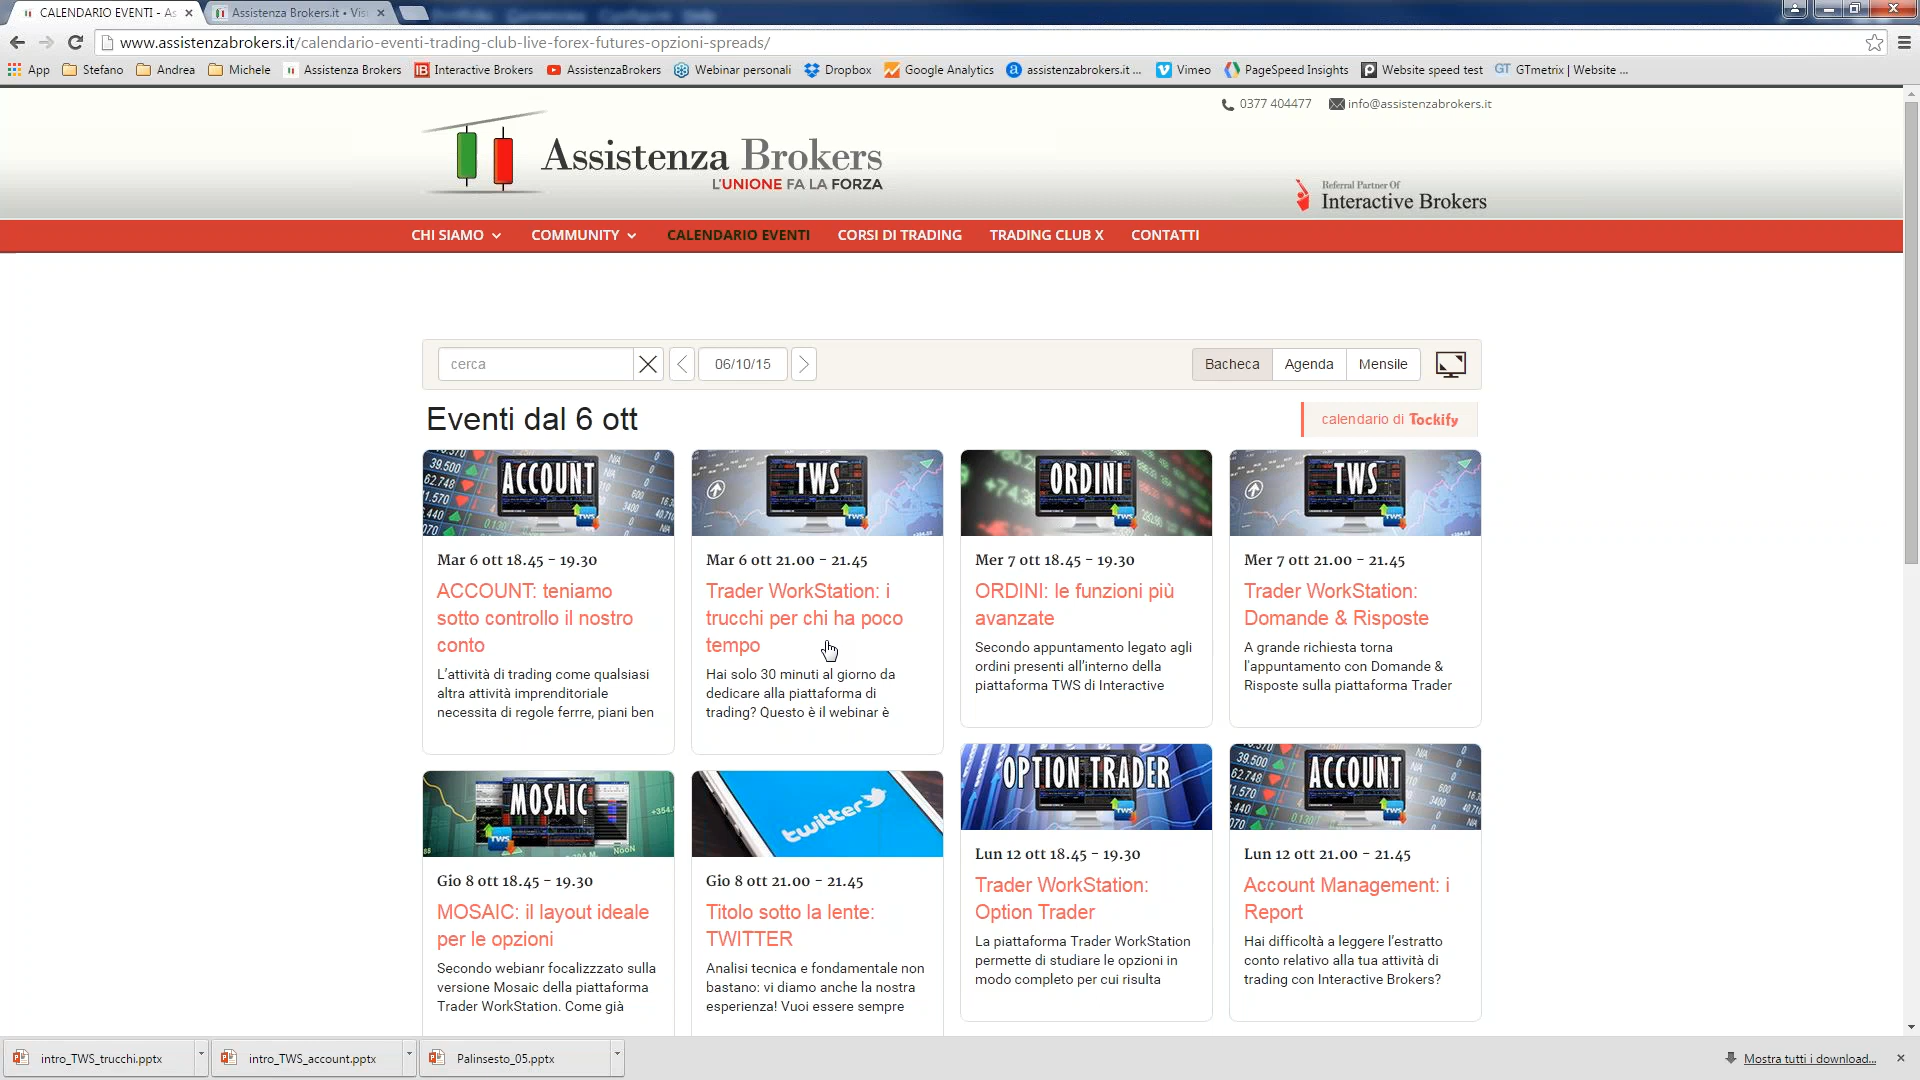 CALENDARIO EVENTI - As
Assistenza Brokers.it • Vis
www.assistenzabrokers.it/calendario-eventi-trading-club-live-forex-futures-opzioni-spreads/
App Stefano Andrea Michele Assistenza Brokers Interactive Brokers AssistenzaBrokers Webinar personali Dropbox Google Analytics assistenzabrokers.it ... Vimeo PageSpeed Insights Website speed test GTmetrix | Website ...
0377 404477 info@assistenzabrokers.it
Assistenza Brokers
L'UNIONE FA LA FORZA
Referral Partner Of
Interactive Brokers
CHI SIAMO COMMUNITY CALENDARIO EVENTI CORSI DI TRADING TRADING CLUB X CONTATTI
cerca 06/10/15 Bacheca Agenda Mensile
Eventi dal 6 ott
calendario di Tockify
ACCOUNT
Mar 6 ott 18.45 - 19.30
ACCOUNT: teniamo
sotto controllo il nostro
conto
L'attività di trading come qualsiasi
altra attività imprenditoriale
necessita di regole ferrre, piani ben
TWS
Mar 6 ott 21.00 - 21.45
Trader WorkStation: i
trucchi per chi ha poco
tempo
Hai solo 30 minuti al giorno da
dedicare alla piattaforma di
trading? Questo è il webinar è
ORDINI
Mer 7 ott 18.45 - 19.30
ORDINI: le funzioni più
avanzate
Secondo appuntamento legato agli
ordini presenti all'interno della
piattaforma TWS di Interactive
TWS
Mer 7 ott 21.00 - 21.45
Trader WorkStation:
Domande & Risposte
A grande richiesta torna
l'appuntamento con Domande &
Risposte sulla piattaforma Trader
MOSAIC
Gio 8 ott 18.45 - 19.30
MOSAIC: il layout ideale
per le opzioni
Secondo webianr focalizzzato sulla
versione Mosaic della piattaforma
Trader WorkStation. Come già
twitter
Gio 8 ott 21.00 - 21.45
Titolo sotto la lente:
TWITTER
Analisi tecnica e fondamentale non
bastano: vi diamo anche la nostra
esperienza! Vuoi essere sempre
OPTION TRADER
Lun 12 ott 18.45 - 19.30
Trader WorkStation:
Option Trader
La piattaforma Trader WorkStation
permette di studiare le opzioni in
modo completo per cui risulta
ACCOUNT
Lun 12 ott 21.00 - 21.45
Account Management: i
Report
Hai difficoltà a leggere l'estratto
conto relativo alla tua attività di
trading con Interactive Brokers?
intro_TWS_trucchi.pptx intro_TWS_account.pptx Palinsesto_05.pptx Mostra tutti i download...